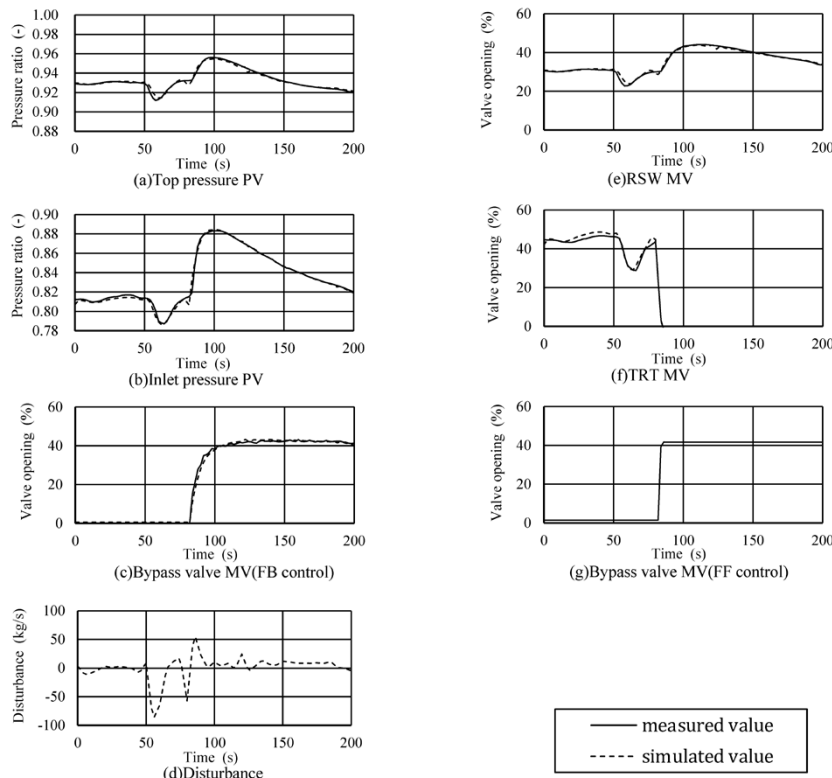 Pressure ratio (-)
1.00
0.96
0.92
0.88
0 50 100 150 200
Time (s)
(a)Top pressure PV
Pressure ratio (-)
0.90
0.88
0.86
0.84
0.82
0.80
0.78
0 50 100 150 200
Time (s)
(b)Inlet pressure PV
Valve opening (%)
60
40
20
0
0 50 100 150 200
Time (s)
(c)Bypass valve MV(FB control)
Disturbance (kg/s)
100
50
0
-50
-100
0 50 100 150 200
Time (s)
(d)Disturbance
Valve opening (%)
60
40
20
0
0 50 100 150 200
Time (s)
(e)RSW MV
Valve opening (%)
60
40
20
0
0 50 100 150 200
Time (s)
(f)TRT MV
Valve opening (%)
60
40
20
0
0 50 100 150 200
Time (s)
(g)Bypass valve MV(FF control)
measured value
simulated value